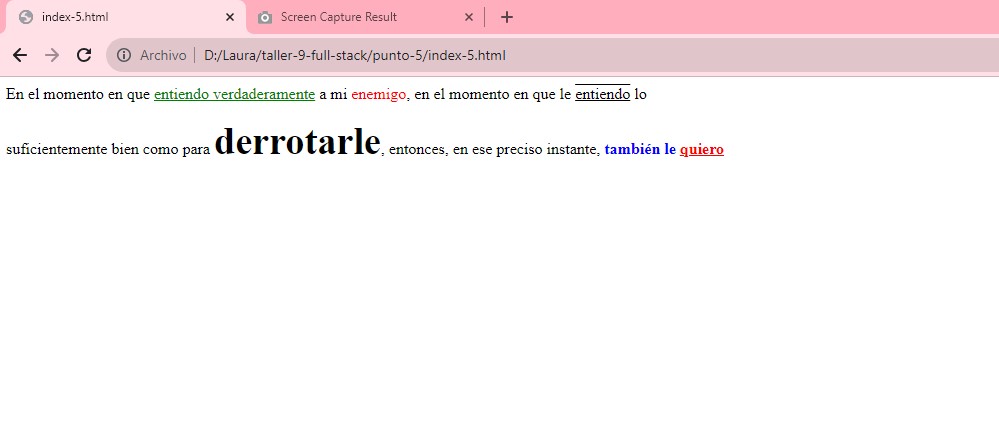 index-5.html
Screen Capture Result
Archivo D:/Laura/taller-9-full-stack/punto-5/index-5.html
En el momento en que entiendo verdaderamente a mi enemigo, en el momento en que le entiendo lo
suficientemente bien como para derrotarle, entonces, en ese preciso instante, también le quiero